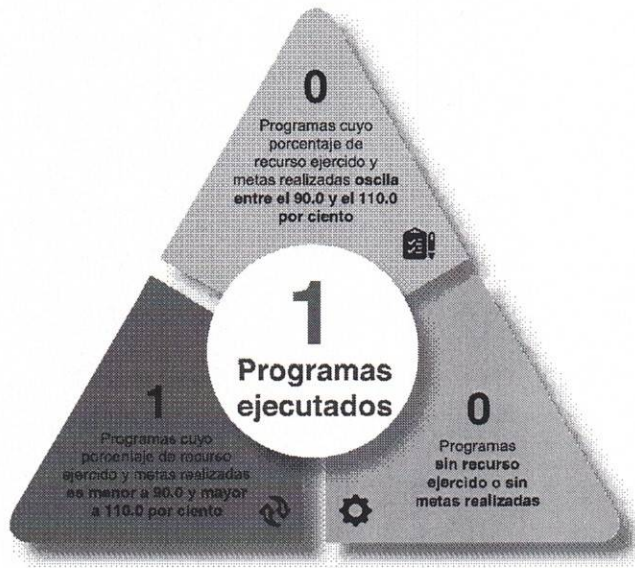 0
Programas cuyo
porcentaje de
recurso ejercido y
metas realizadas oscila
entre el 90.0 y el 110.0
por ciento
1
Programas
ejecutados
1
Programas cuyo
porcentaje de recurso
ejercido y metas realizadas
es menor a 90.0 y mayor
a 110.0 por ciento
0
Programas
sin recurso
ejercido o sin
metas realizadas